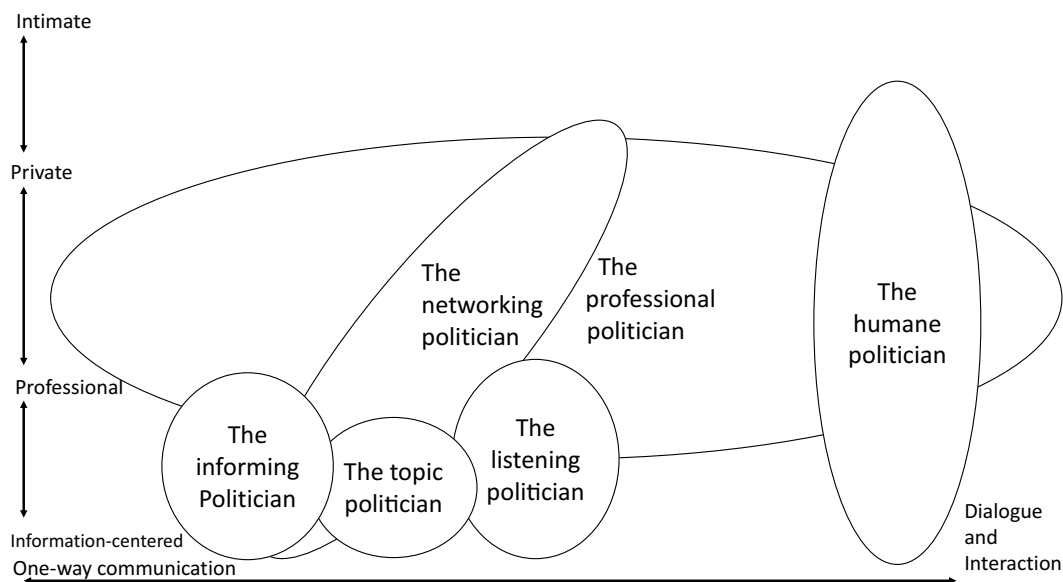 Intimate
Private
Professional
The
networking
politician
The
professional
politician
The
humane
politician
The
informing
Politician
The topic
politician
The
listening
politician
Information-centered
One-way communication
Dialogue
and
Interaction